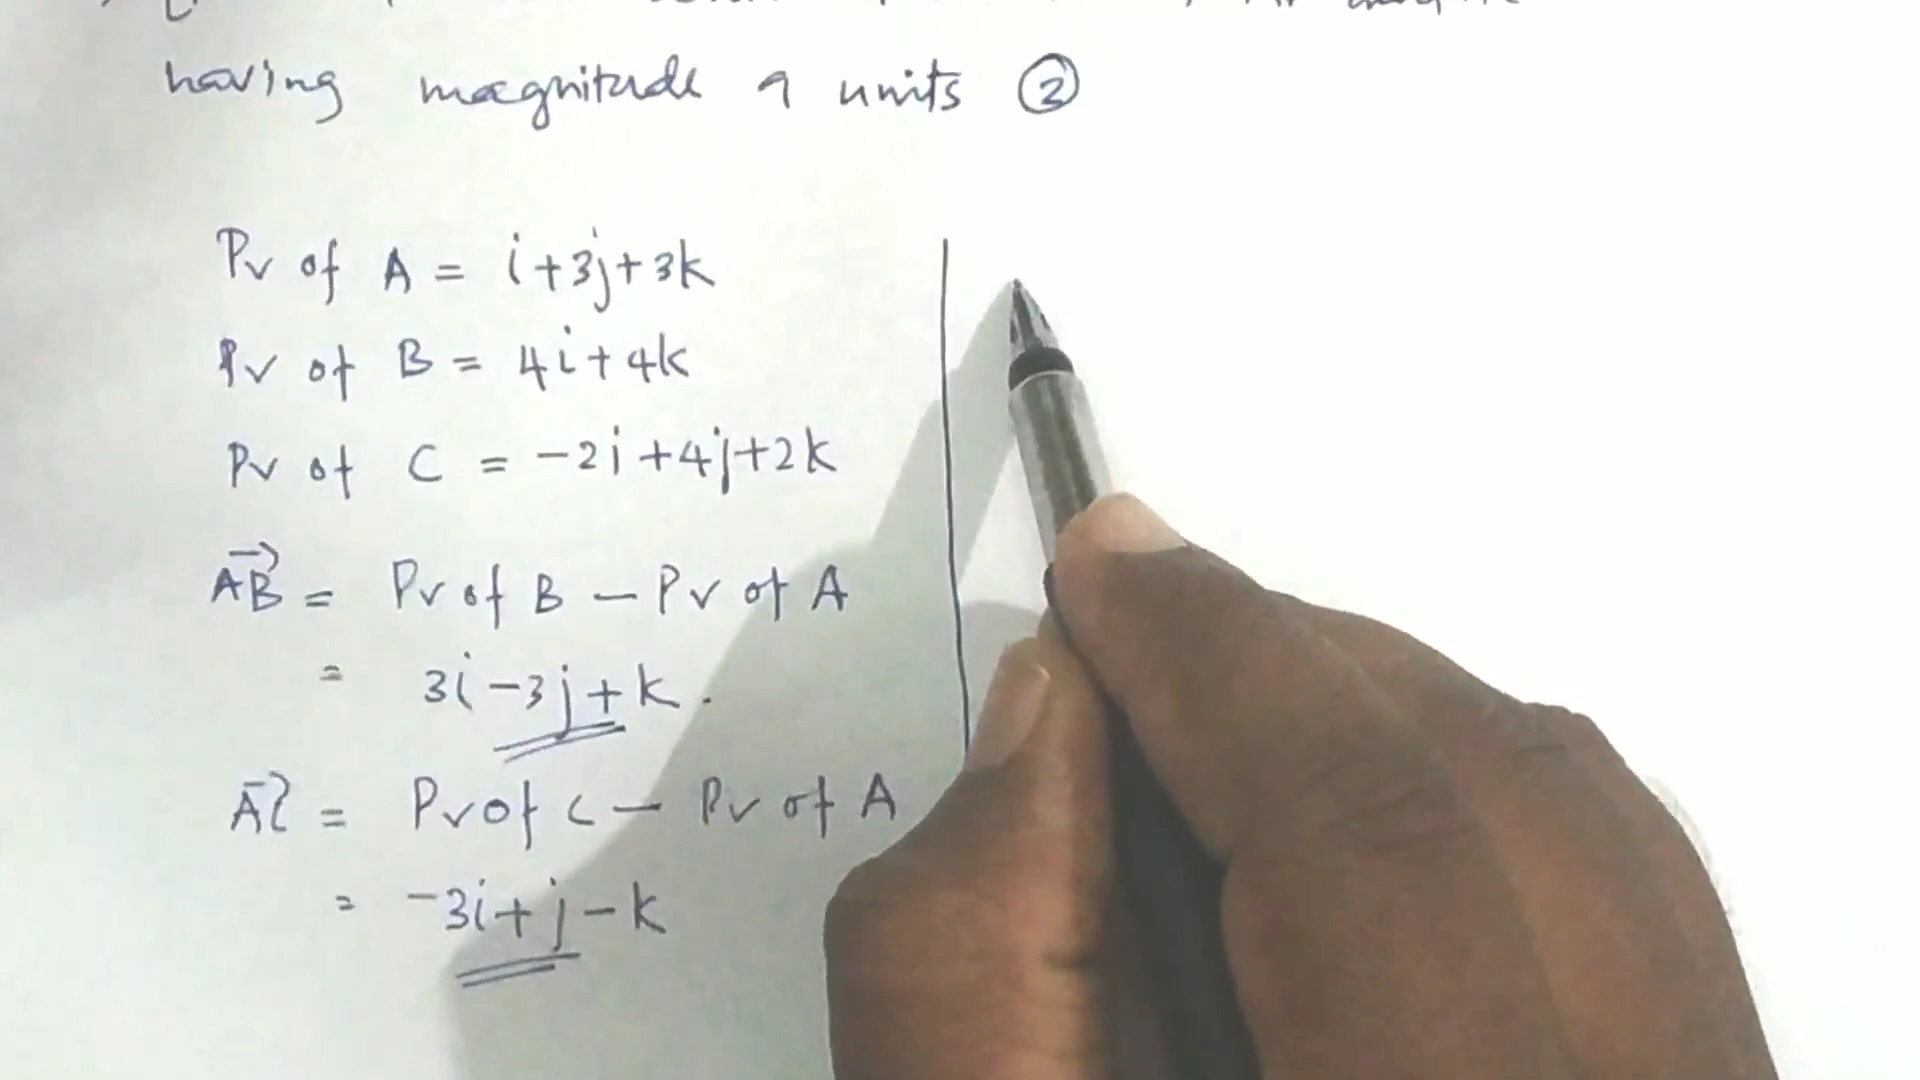 having magnitude 9 units ②
Pv of A = i+3j+3k
Pv of B = 4i+4k
Pv of C = -2i+4j+2k
AB⃗ = Pv of B - Pv of A
= 3i-3j+k.
AC⃗ = Pv of C - Pv of A
= -3i+j-k